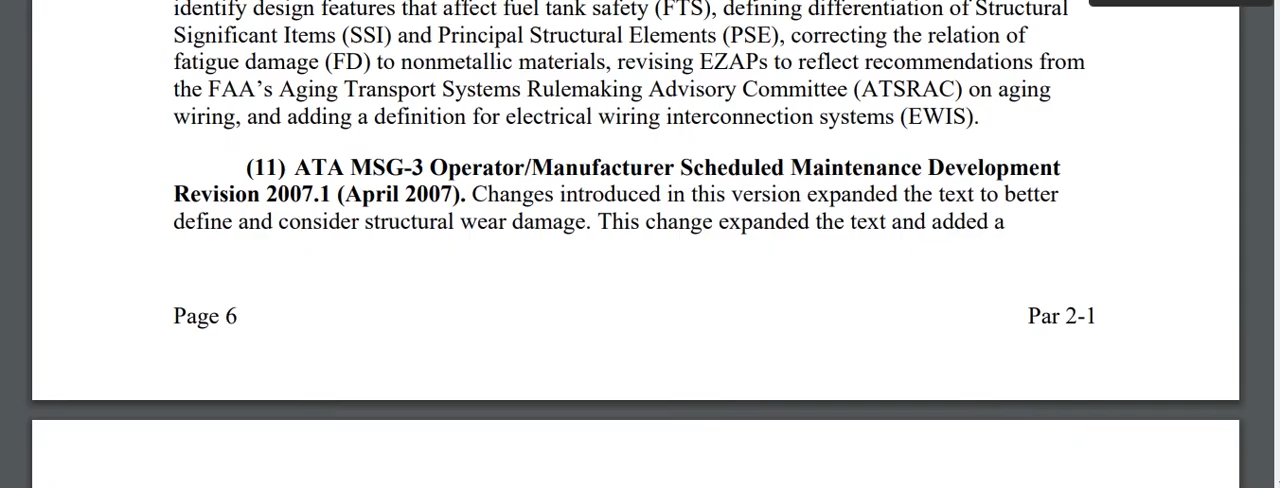 identify design features that affect fuel tank safety (FTS), defining differentiation of Structural
Significant Items (SSI) and Principal Structural Elements (PSE), correcting the relation of
fatigue damage (FD) to nonmetallic materials, revising EZAPs to reflect recommendations from
the FAA’s Aging Transport Systems Rulemaking Advisory Committee (ATSRAC) on aging
wiring, and adding a definition for electrical wiring interconnection systems (EWIS).
(11) ATA MSG-3 Operator/Manufacturer Scheduled Maintenance Development
Revision 2007.1 (April 2007). Changes introduced in this version expanded the text to better
define and consider structural wear damage. This change expanded the text and added a
Page 6
Par 2-1